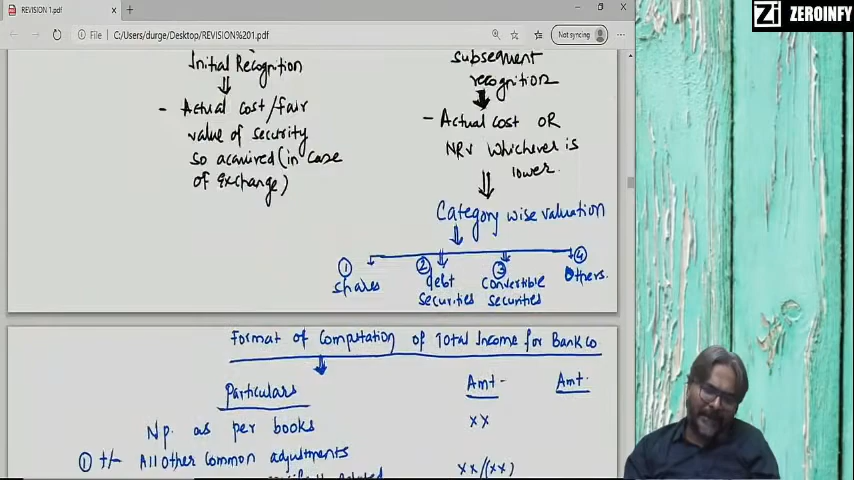 REVISION 1.pdf
ZEROINFY
File
C:/Users/durge/Desktop/REVISION%201.pdf
Not syncing
Initial Recognition
- Actual cost/fair
value of security
so acquired (in case
of exchange)
subsequent
recognition
- Actual cost OR
NRV whichever is
lower.
Category wise valuation
① shares
② debt securities
③ Convertible securities
④ Others.
Format of Computation of Total Income for Bank Co
Particulars
Amt-
Amt.
Np. as per books
xx
① +/- All other Common adjustments
xx/(xx)